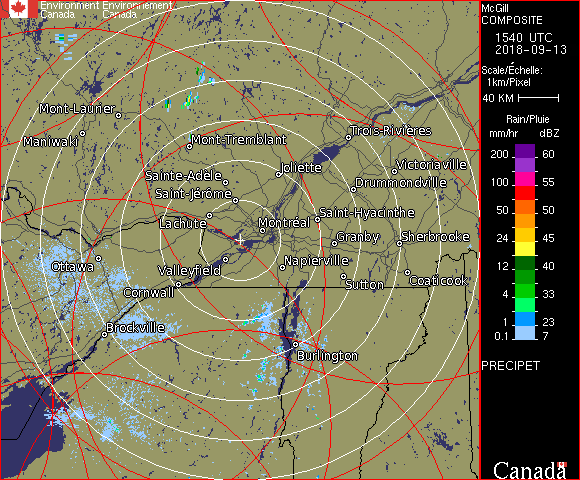 Environment Environnement
Canada Canada
McGill
COMPOSITE
1540 UTC
2018-09-13
Scale/Échelle:
1km/Pixel
40 KM
Rain/Pluie
mm/hr dBZ
200 60
100 55
50 50
24 45
12 40
4 33
1 23
0.1 7
PRECIPET
Canada
Mont-Laurier
Maniwaki
Mont-Tremblant
Trois-Rivières
Sainte-Adèle
Joliette
Victoriaville
Saint-Jérôme
Drummondville
Lachute
Montréal
Saint-Hyacinthe
Granby
Sherbrooke
Ottawa
Valleyfield
Napierville
Cornwall
Sutton
Coaticook
Brockville
Burlington